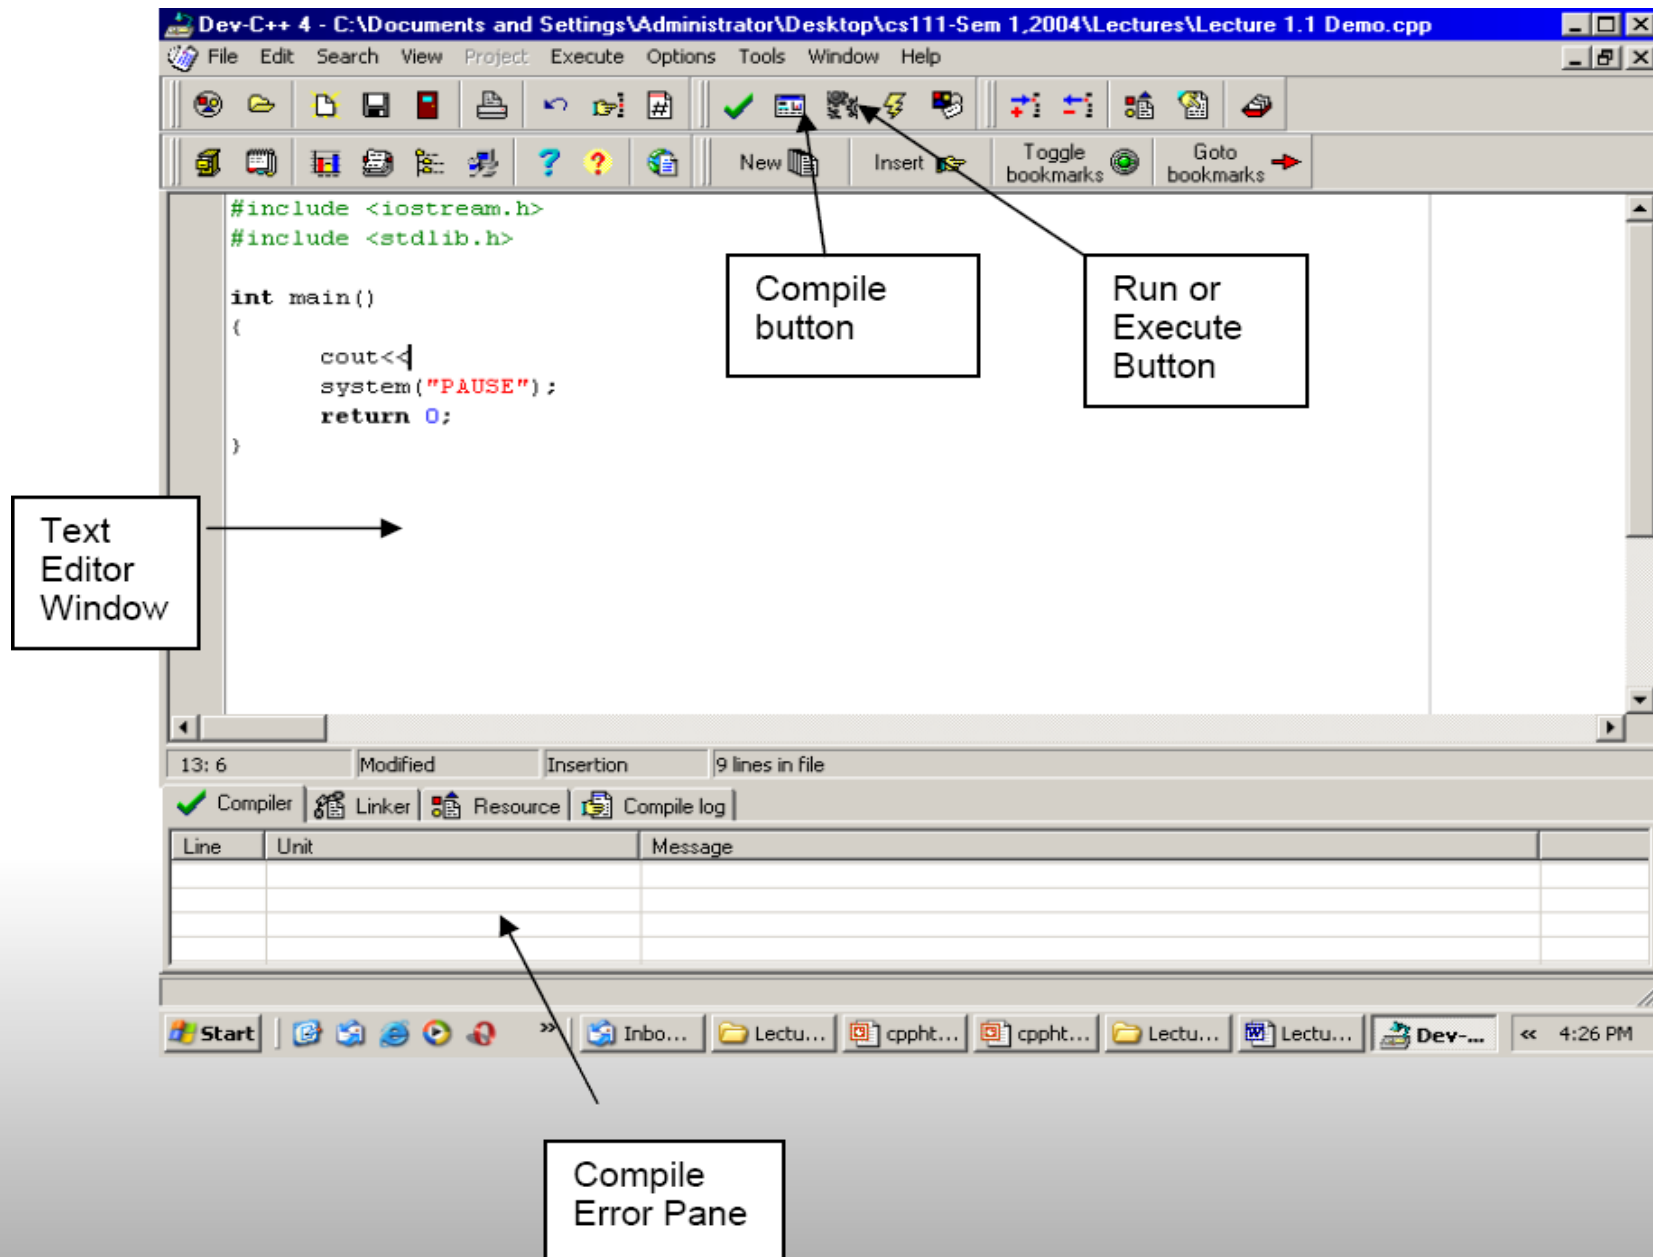 Dev-C++ 4 - C:\Documents and Settings\Administrator\Desktop\cs111-Sem 1,2004\Lectures\Lecture 1.1 Demo.cpp
File Edit Search View Project Execute Options Tools Window Help
New Insert Toggle bookmarks Goto bookmarks
#include <iostream.h>
#include <stdlib.h>
int main()
{
cout<<
system("PAUSE");
return 0;
}
Compile
button
Run or
Execute
Button
Text
Editor
Window
13: 6 Modified Insertion 9 lines in file
Compiler Linker Resource Compile log
Line Unit Message
Start » Inbo... Lectu... cppht... cppht... Lectu... Lectu... Dev-... « 4:26 PM
Compile
Error Pane